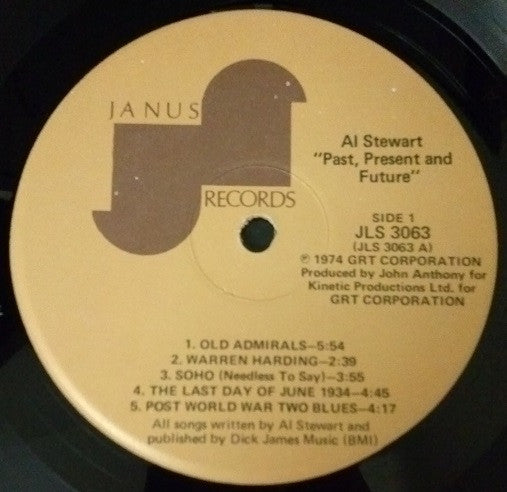 JANUS
RECORDS
Al Stewart
"Past, Present and
Future"
SIDE 1
JLS 3063
(JLS 3063 A)
℗ 1974 GRT CORPORATION
Produced by John Anthony for
Kinetic Productions Ltd. for
GRT CORPORATION
1. OLD ADMIRALS—5:54
2. WARREN HARDING—2:39
3. SOHO (Needless To Say)—3:55
4. THE LAST DAY OF JUNE 1934—4:45
5. POST WORLD WAR TWO BLUES—4:17
All songs written by Al Stewart and
published by Dick James Music (BMI)